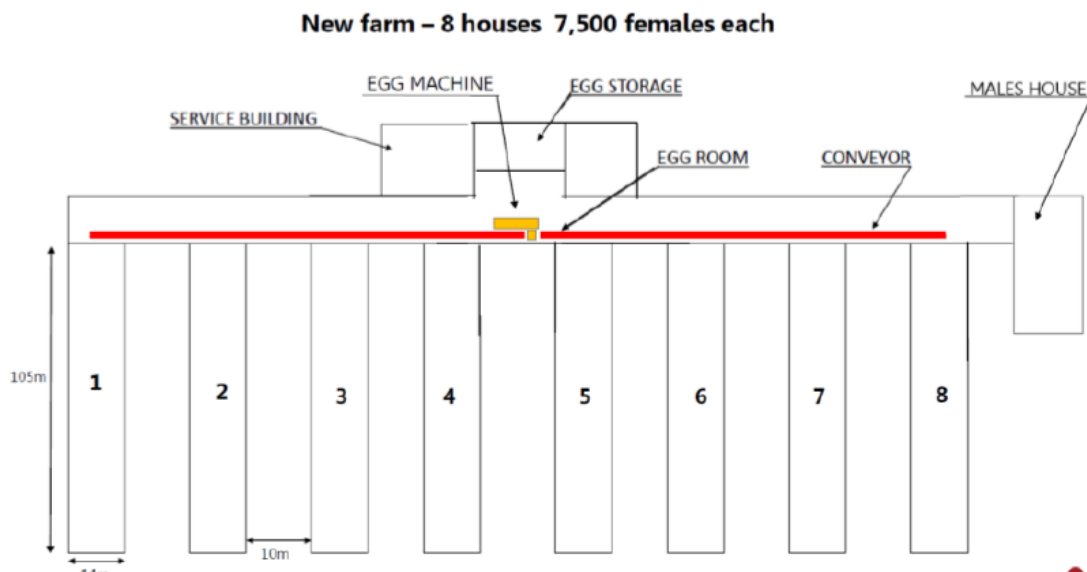 New farm – 8 houses 7,500 females each
EGG MACHINE
EGG STORAGE
MALES HOUSE
SERVICE BUILDING
EGG ROOM
CONVEYOR
105m
1
2
3
4
5
6
7
8
10m